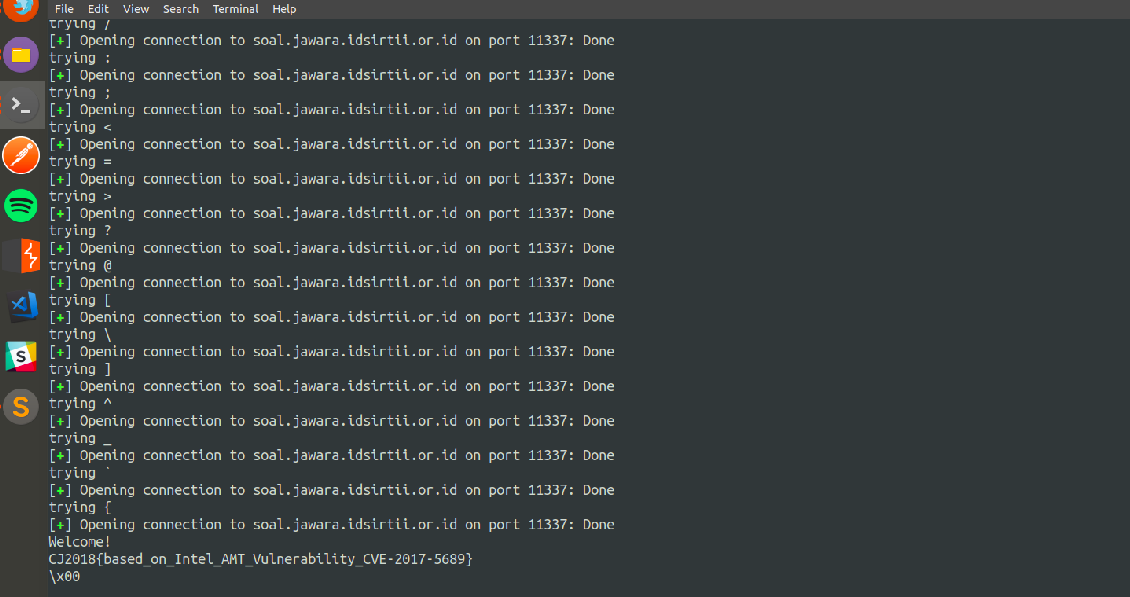 File Edit View Search Terminal Help
trying /
[+] Opening connection to soal.jawara.idsirtii.or.id on port 11337: Done
trying :
[+] Opening connection to soal.jawara.idsirtii.or.id on port 11337: Done
trying ;
[+] Opening connection to soal.jawara.idsirtii.or.id on port 11337: Done
trying <
[+] Opening connection to soal.jawara.idsirtii.or.id on port 11337: Done
trying =
[+] Opening connection to soal.jawara.idsirtii.or.id on port 11337: Done
trying >
[+] Opening connection to soal.jawara.idsirtii.or.id on port 11337: Done
trying ?
[+] Opening connection to soal.jawara.idsirtii.or.id on port 11337: Done
trying @
[+] Opening connection to soal.jawara.idsirtii.or.id on port 11337: Done
trying [
[+] Opening connection to soal.jawara.idsirtii.or.id on port 11337: Done
trying \
[+] Opening connection to soal.jawara.idsirtii.or.id on port 11337: Done
trying ]
[+] Opening connection to soal.jawara.idsirtii.or.id on port 11337: Done
trying ^
[+] Opening connection to soal.jawara.idsirtii.or.id on port 11337: Done
trying _
[+] Opening connection to soal.jawara.idsirtii.or.id on port 11337: Done
trying `
[+] Opening connection to soal.jawara.idsirtii.or.id on port 11337: Done
trying {
[+] Opening connection to soal.jawara.idsirtii.or.id on port 11337: Done
Welcome!
CJ2018{based_on_Intel_AMT_Vulnerability_CVE-2017-5689}
\x00